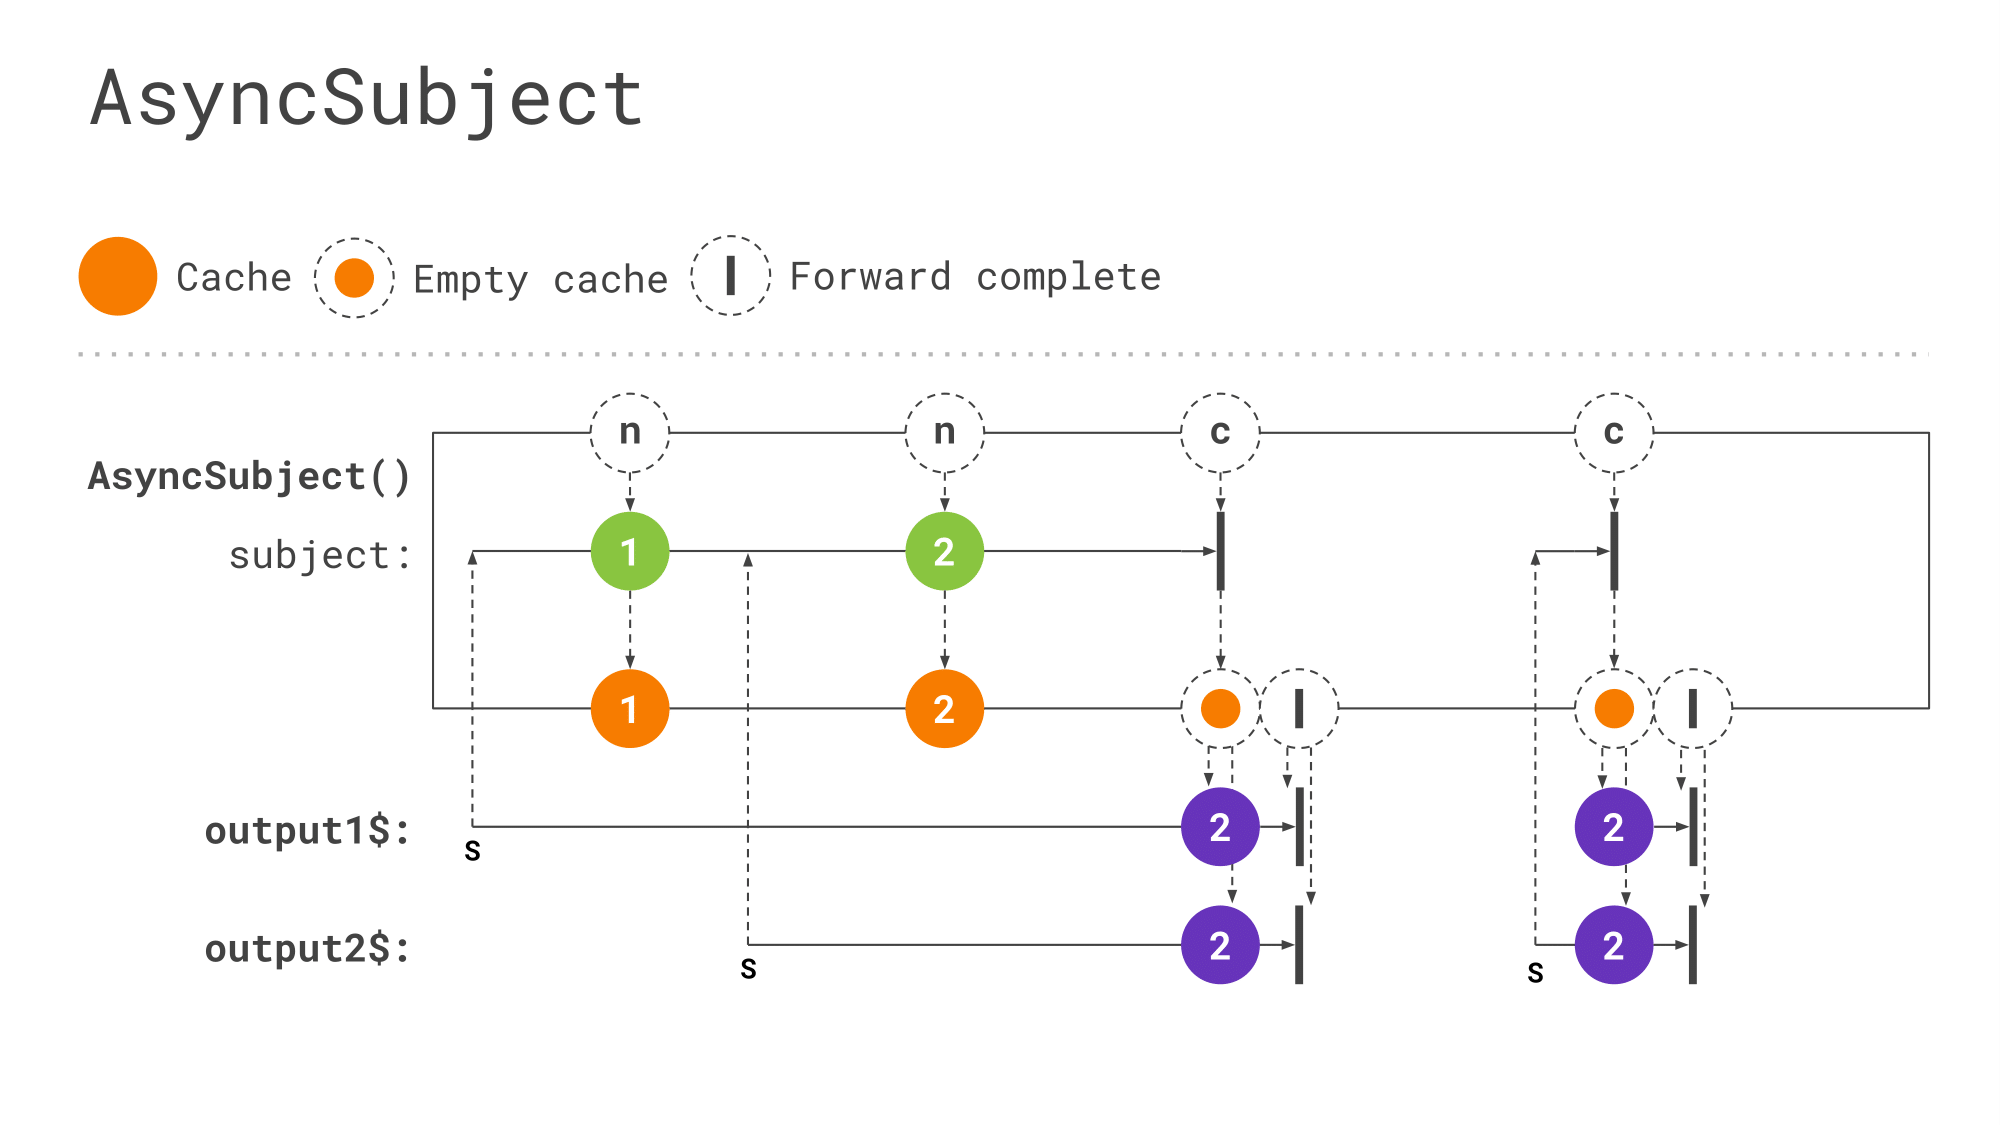 AsyncSubject
Cache Empty cache Forward complete
n n c c
AsyncSubject()
subject: 1 2
1 2
output1$: 2 2
s
output2$: 2 2
s s